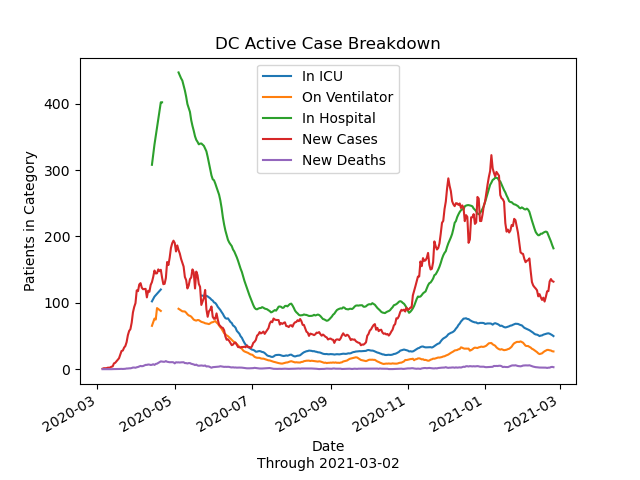 DC Active Case Breakdown
In ICU
On Ventilator
In Hospital
New Cases
New Deaths
Patients in Category
400
300
200
100
0
2020-03
2020-05
2020-07
2020-09
2020-11
2021-01
2021-03
Date
Through 2021-03-02